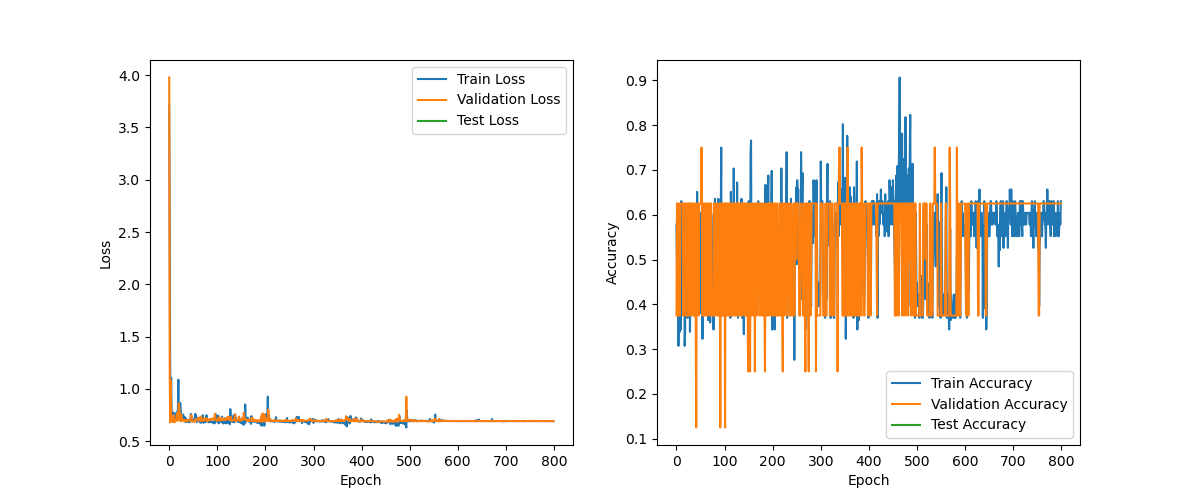 4.0
3.5
3.0
2.5
2.0
1.5
1.0
0.5
Loss
0 100 200 300 400 500 600 700 800
Epoch
Train Loss
Validation Loss
Test Loss
0.9
0.8
0.7
0.6
0.5
0.4
0.3
0.2
0.1
Accuracy
0 100 200 300 400 500 600 700 800
Epoch
Train Accuracy
Validation Accuracy
Test Accuracy